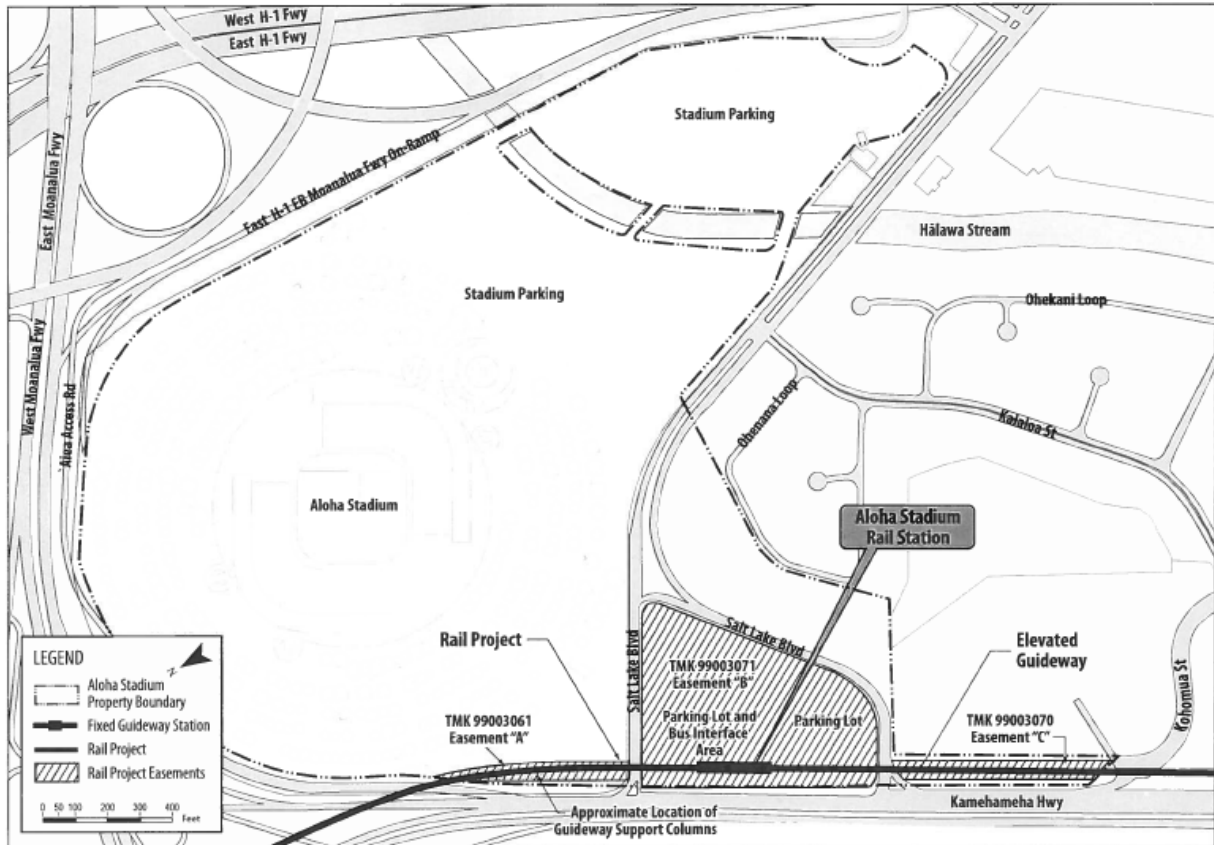 West H-1 Fwy
East H-1 Fwy
East Moanalua Fwy
West Moanalua Fwy
Aiea Access Rd
East H-1 EB Moanalua Fwy On-Ramp
Stadium Parking
Stadium Parking
Hālawa Stream
Ohekani Loop
Ohenana Loop
Kalaloa St
Aloha Stadium
Aloha Stadium
Rail Station
Rail Project
Salt Lake Blvd
Salt Lake Blvd
Elevated
Guideway
Kohomua St
TMK 99003061
Easement "A"
TMK 99003071
Easement "B"
Parking Lot and
Bus Interface
Area
Parking Lot
TMK 99003070
Easement "C"
Kamehameha Hwy
Approximate Location of
Guideway Support Columns
LEGEND
Z
Aloha Stadium
Property Boundary
Fixed Guideway Station
Rail Project
Rail Project Easements
0 50 100 200 300 400
Feet